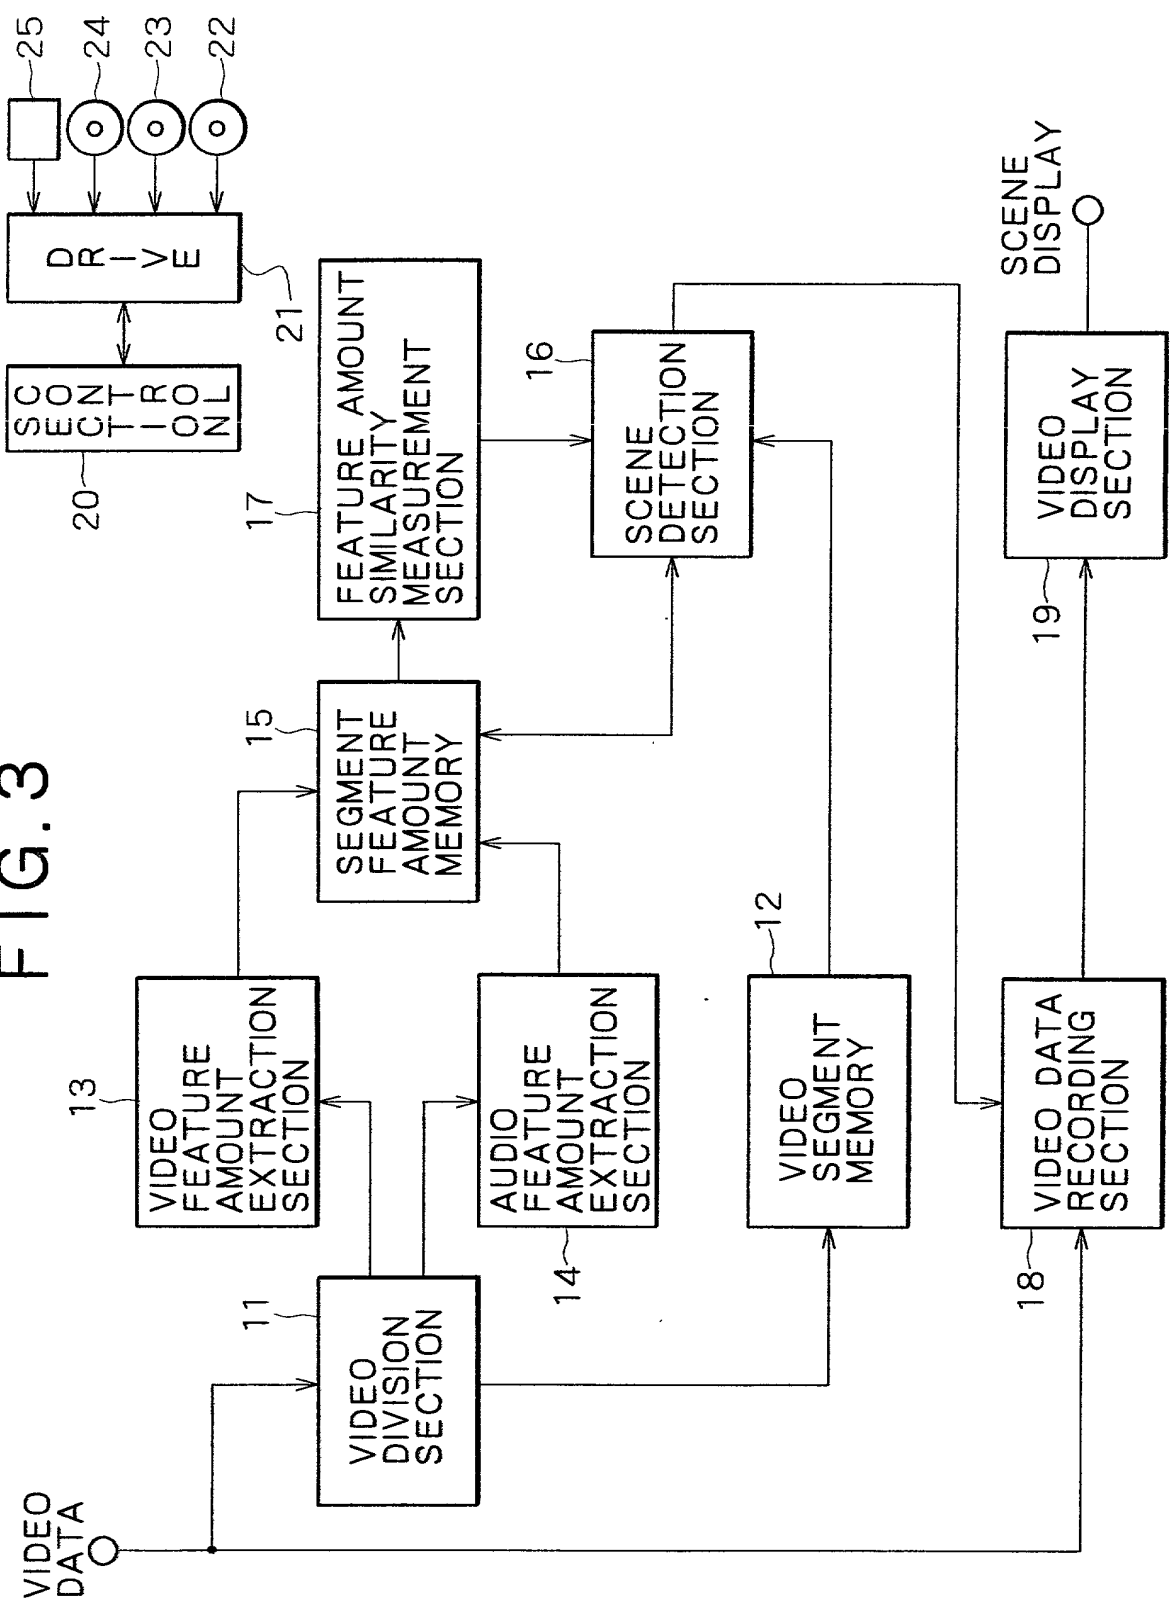 FIG. 3
VIDEO
DATA
11
VIDEO
DIVISION
SECTION
13
VIDEO
FEATURE
AMOUNT
EXTRACTION
SECTION
14
AUDIO
FEATURE
AMOUNT
EXTRACTION
SECTION
12
VIDEO
SEGMENT
MEMORY
18
VIDEO DATA
RECORDING
SECTION
15
SEGMENT
FEATURE
AMOUNT
MEMORY
17
FEATURE AMOUNT
SIMILARITY
MEASUREMENT
SECTION
16
SCENE
DETECTION
SECTION
19
VIDEO
DISPLAY
SECTION
SCENE
DISPLAY
20
CONTROL
SECTION
21
DRIVE
25
24
23
22